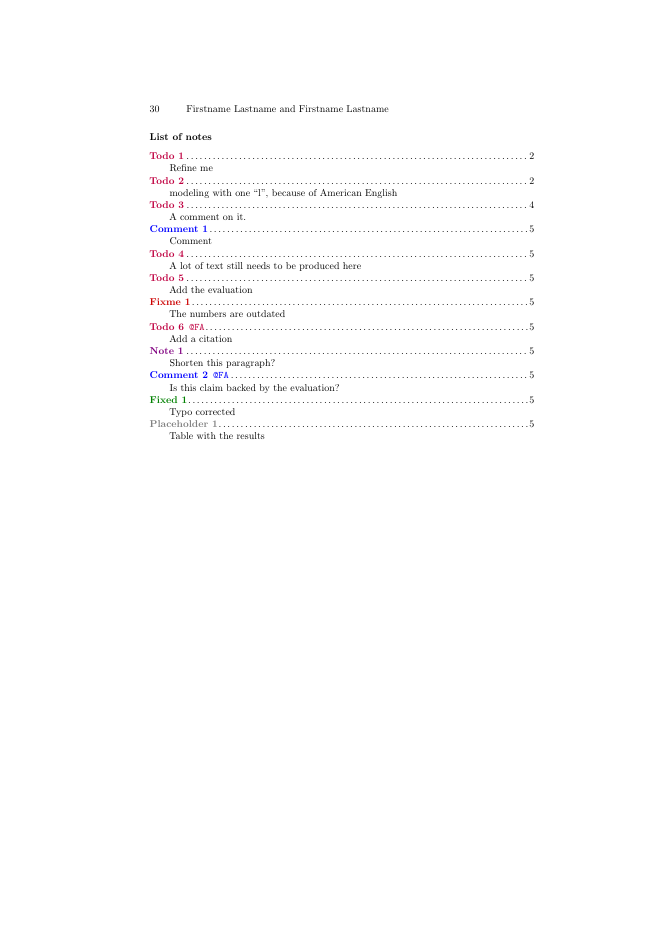 30 Firstname Lastname and Firstname Lastname
List of notes
Todo 1 . . . . . . . . . . . . . . . . . . . . . . . . . . . . . . . . . . . . . . . . 2
Refine me
Todo 2 . . . . . . . . . . . . . . . . . . . . . . . . . . . . . . . . . . . . . . . . 2
modeling with one “l”, because of American English
Todo 3 . . . . . . . . . . . . . . . . . . . . . . . . . . . . . . . . . . . . . . . . 4
A comment on it.
Comment 1 . . . . . . . . . . . . . . . . . . . . . . . . . . . . . . . . . . . . . . . . 5
Comment
Todo 4 . . . . . . . . . . . . . . . . . . . . . . . . . . . . . . . . . . . . . . . . 5
A lot of text still needs to be produced here
Todo 5 . . . . . . . . . . . . . . . . . . . . . . . . . . . . . . . . . . . . . . . . 5
Add the evaluation
Fixme 1 . . . . . . . . . . . . . . . . . . . . . . . . . . . . . . . . . . . . . . . . 5
The numbers are outdated
Todo 6 @FA . . . . . . . . . . . . . . . . . . . . . . . . . . . . . . . . . . . . . . . . 5
Add a citation
Note 1 . . . . . . . . . . . . . . . . . . . . . . . . . . . . . . . . . . . . . . . . 5
Shorten this paragraph?
Comment 2 @FA . . . . . . . . . . . . . . . . . . . . . . . . . . . . . . . . . . . . . . . . 5
Is this claim backed by the evaluation?
Fixed 1 . . . . . . . . . . . . . . . . . . . . . . . . . . . . . . . . . . . . . . . . 5
Typo corrected
Placeholder 1 . . . . . . . . . . . . . . . . . . . . . . . . . . . . . . . . . . . . . . . . 5
Table with the results